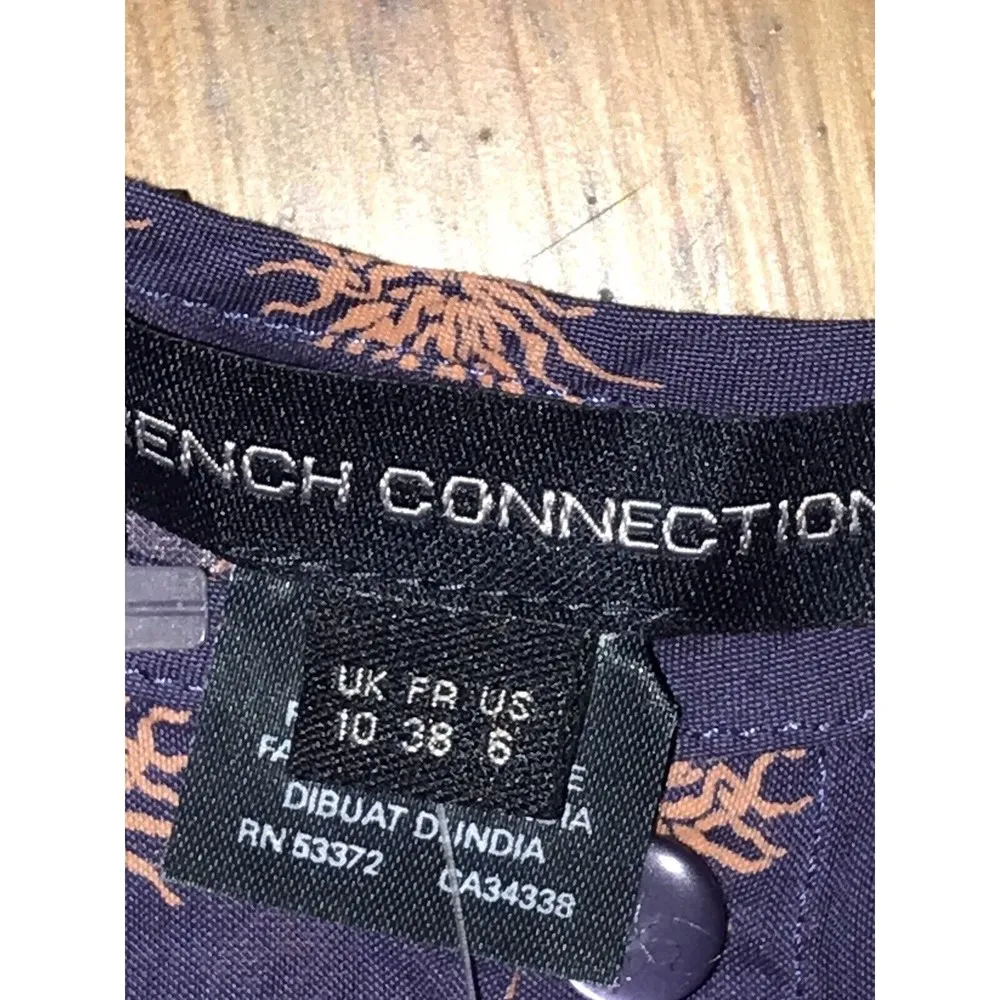 ENCH CONNECTION
UK FR US
10 38 6
DIBUAT DI INDIA
RN 53372 CA34338